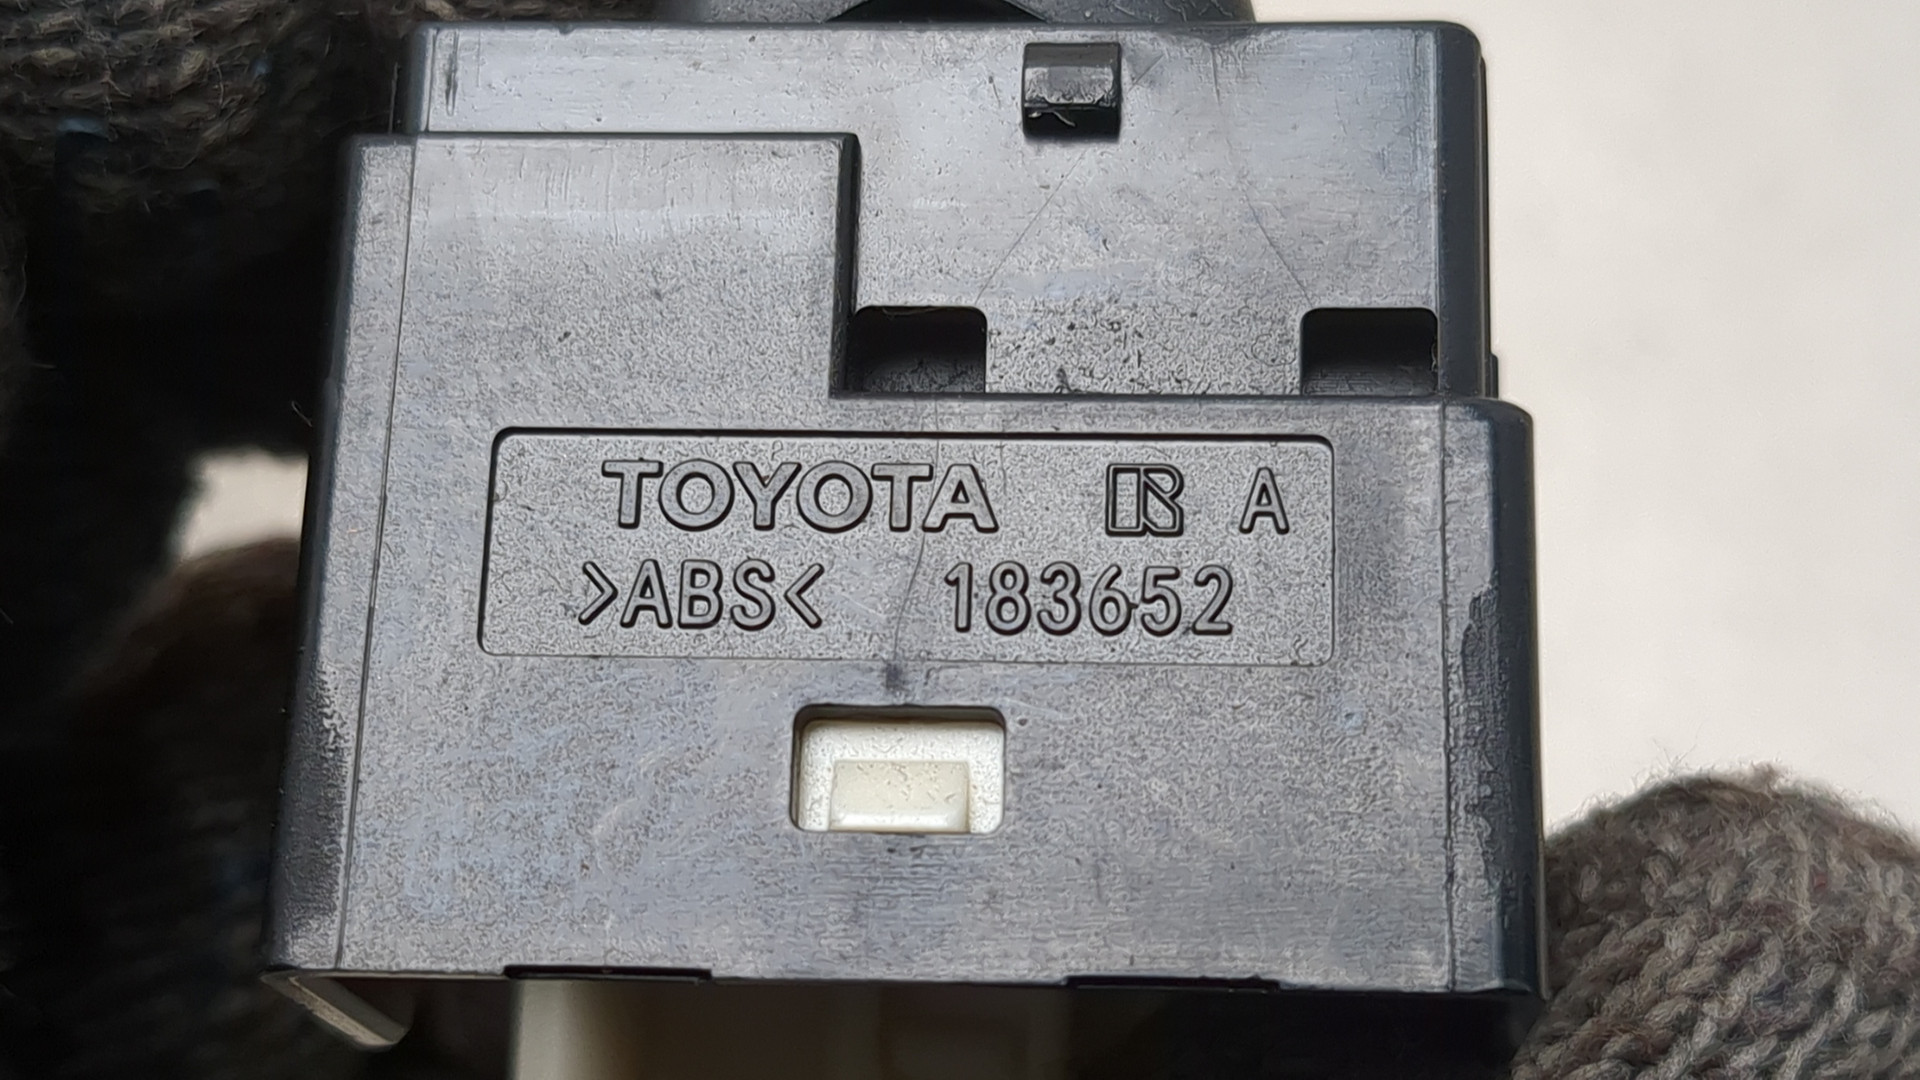 TOYOTA R A
>ABS< 183652